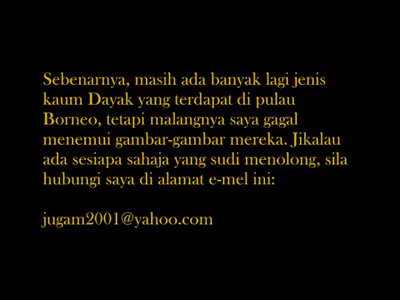 Sebenarnya, masih ada banyak lagi jenis
kaum Dayak yang terdapat di pulau
Borneo, tetapi malangnya saya gagal
menemui gambar-gambar mereka. Jikalau
ada sesiapa sahaja yang sudi menolong, sila
hubungi saya di alamat e-mel ini:
jugam2001@yahoo.com